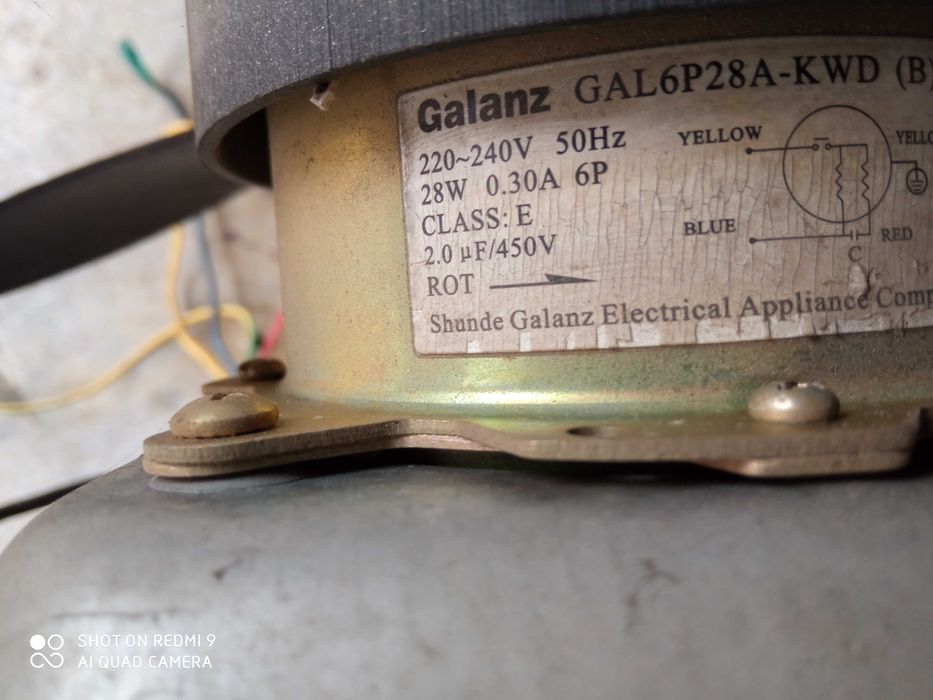 Galanz GAL6P28A-KWD (B)
220~240V 50Hz
28W 0.30A 6P
CLASS: E
2.0 µF/450V
ROT
YELLOW
BLUE
RED
C
Shunde Galanz Electrical Appliance
SHOT ON REDMI 9
AI QUAD CAMERA